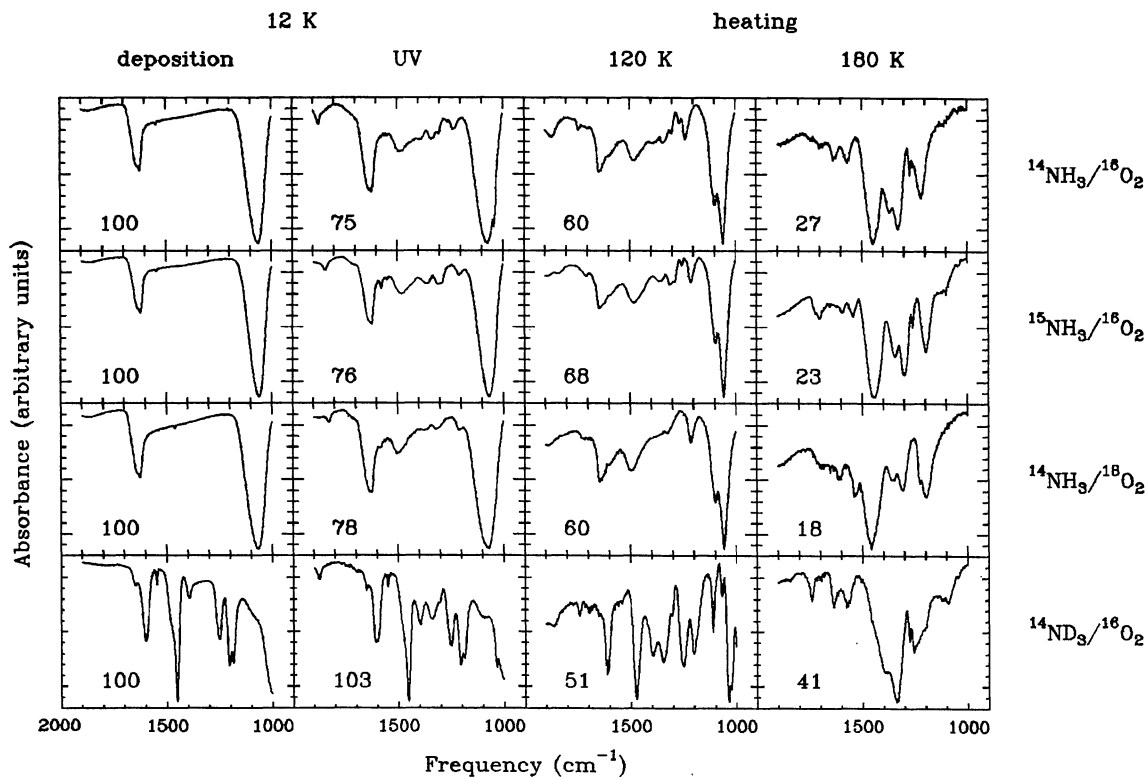 12 K heating
deposition UV 120 K 180 K
100 75 60 27 ¹⁴NH₃/¹⁶O₂
100 76 68 23 ¹⁵NH₃/¹⁶O₂
100 78 60 18 ¹⁴NH₃/¹⁸O₂
100 103 51 41 ¹⁴ND₃/¹⁶O₂
Absorbance (arbitrary units)
2000 1500 1000 1500 1000 1500 1000 1500 1000
Frequency (cm⁻¹)